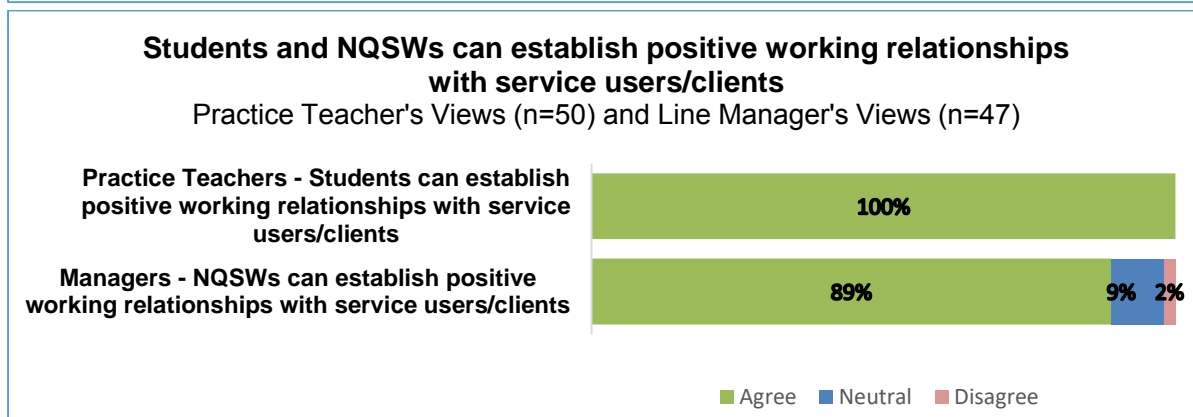 Students and NQSWs can establish positive working relationships
with service users/clients
Practice Teacher's Views (n=50) and Line Manager's Views (n=47)
Practice Teachers - Students can establish
positive working relationships with service
users/clients
100%
Managers - NQSWs can establish positive
working relationships with service users/clients
89%
9%
2%
Agree
Neutral
Disagree